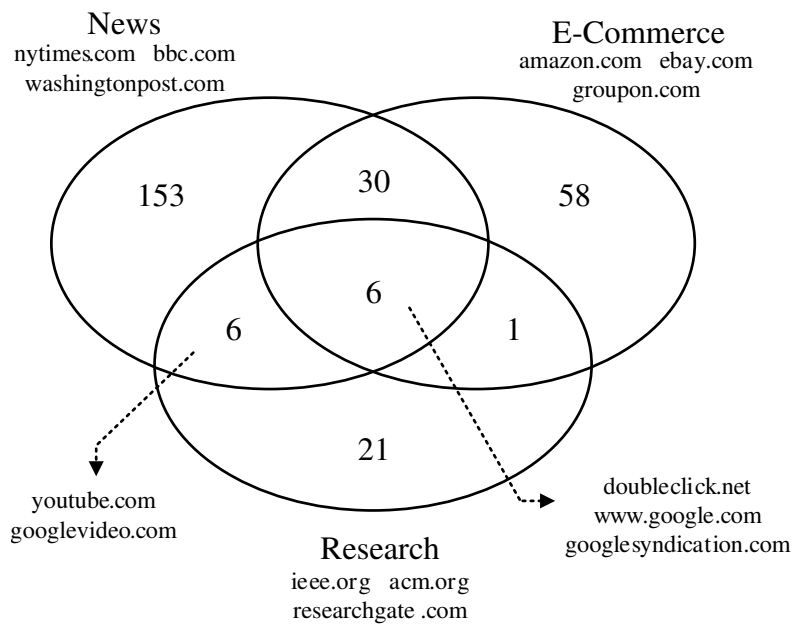 News
nytimes.com bbc.com
washingtonpost.com
E-Commerce
amazon.com ebay.com
groupon.com
153
30
58
6
6
1
21
youtube.com
googlevideo.com
doubleclick.net
www.google.com
googlesyndication.com
Research
ieee.org acm.org
researchgate .com